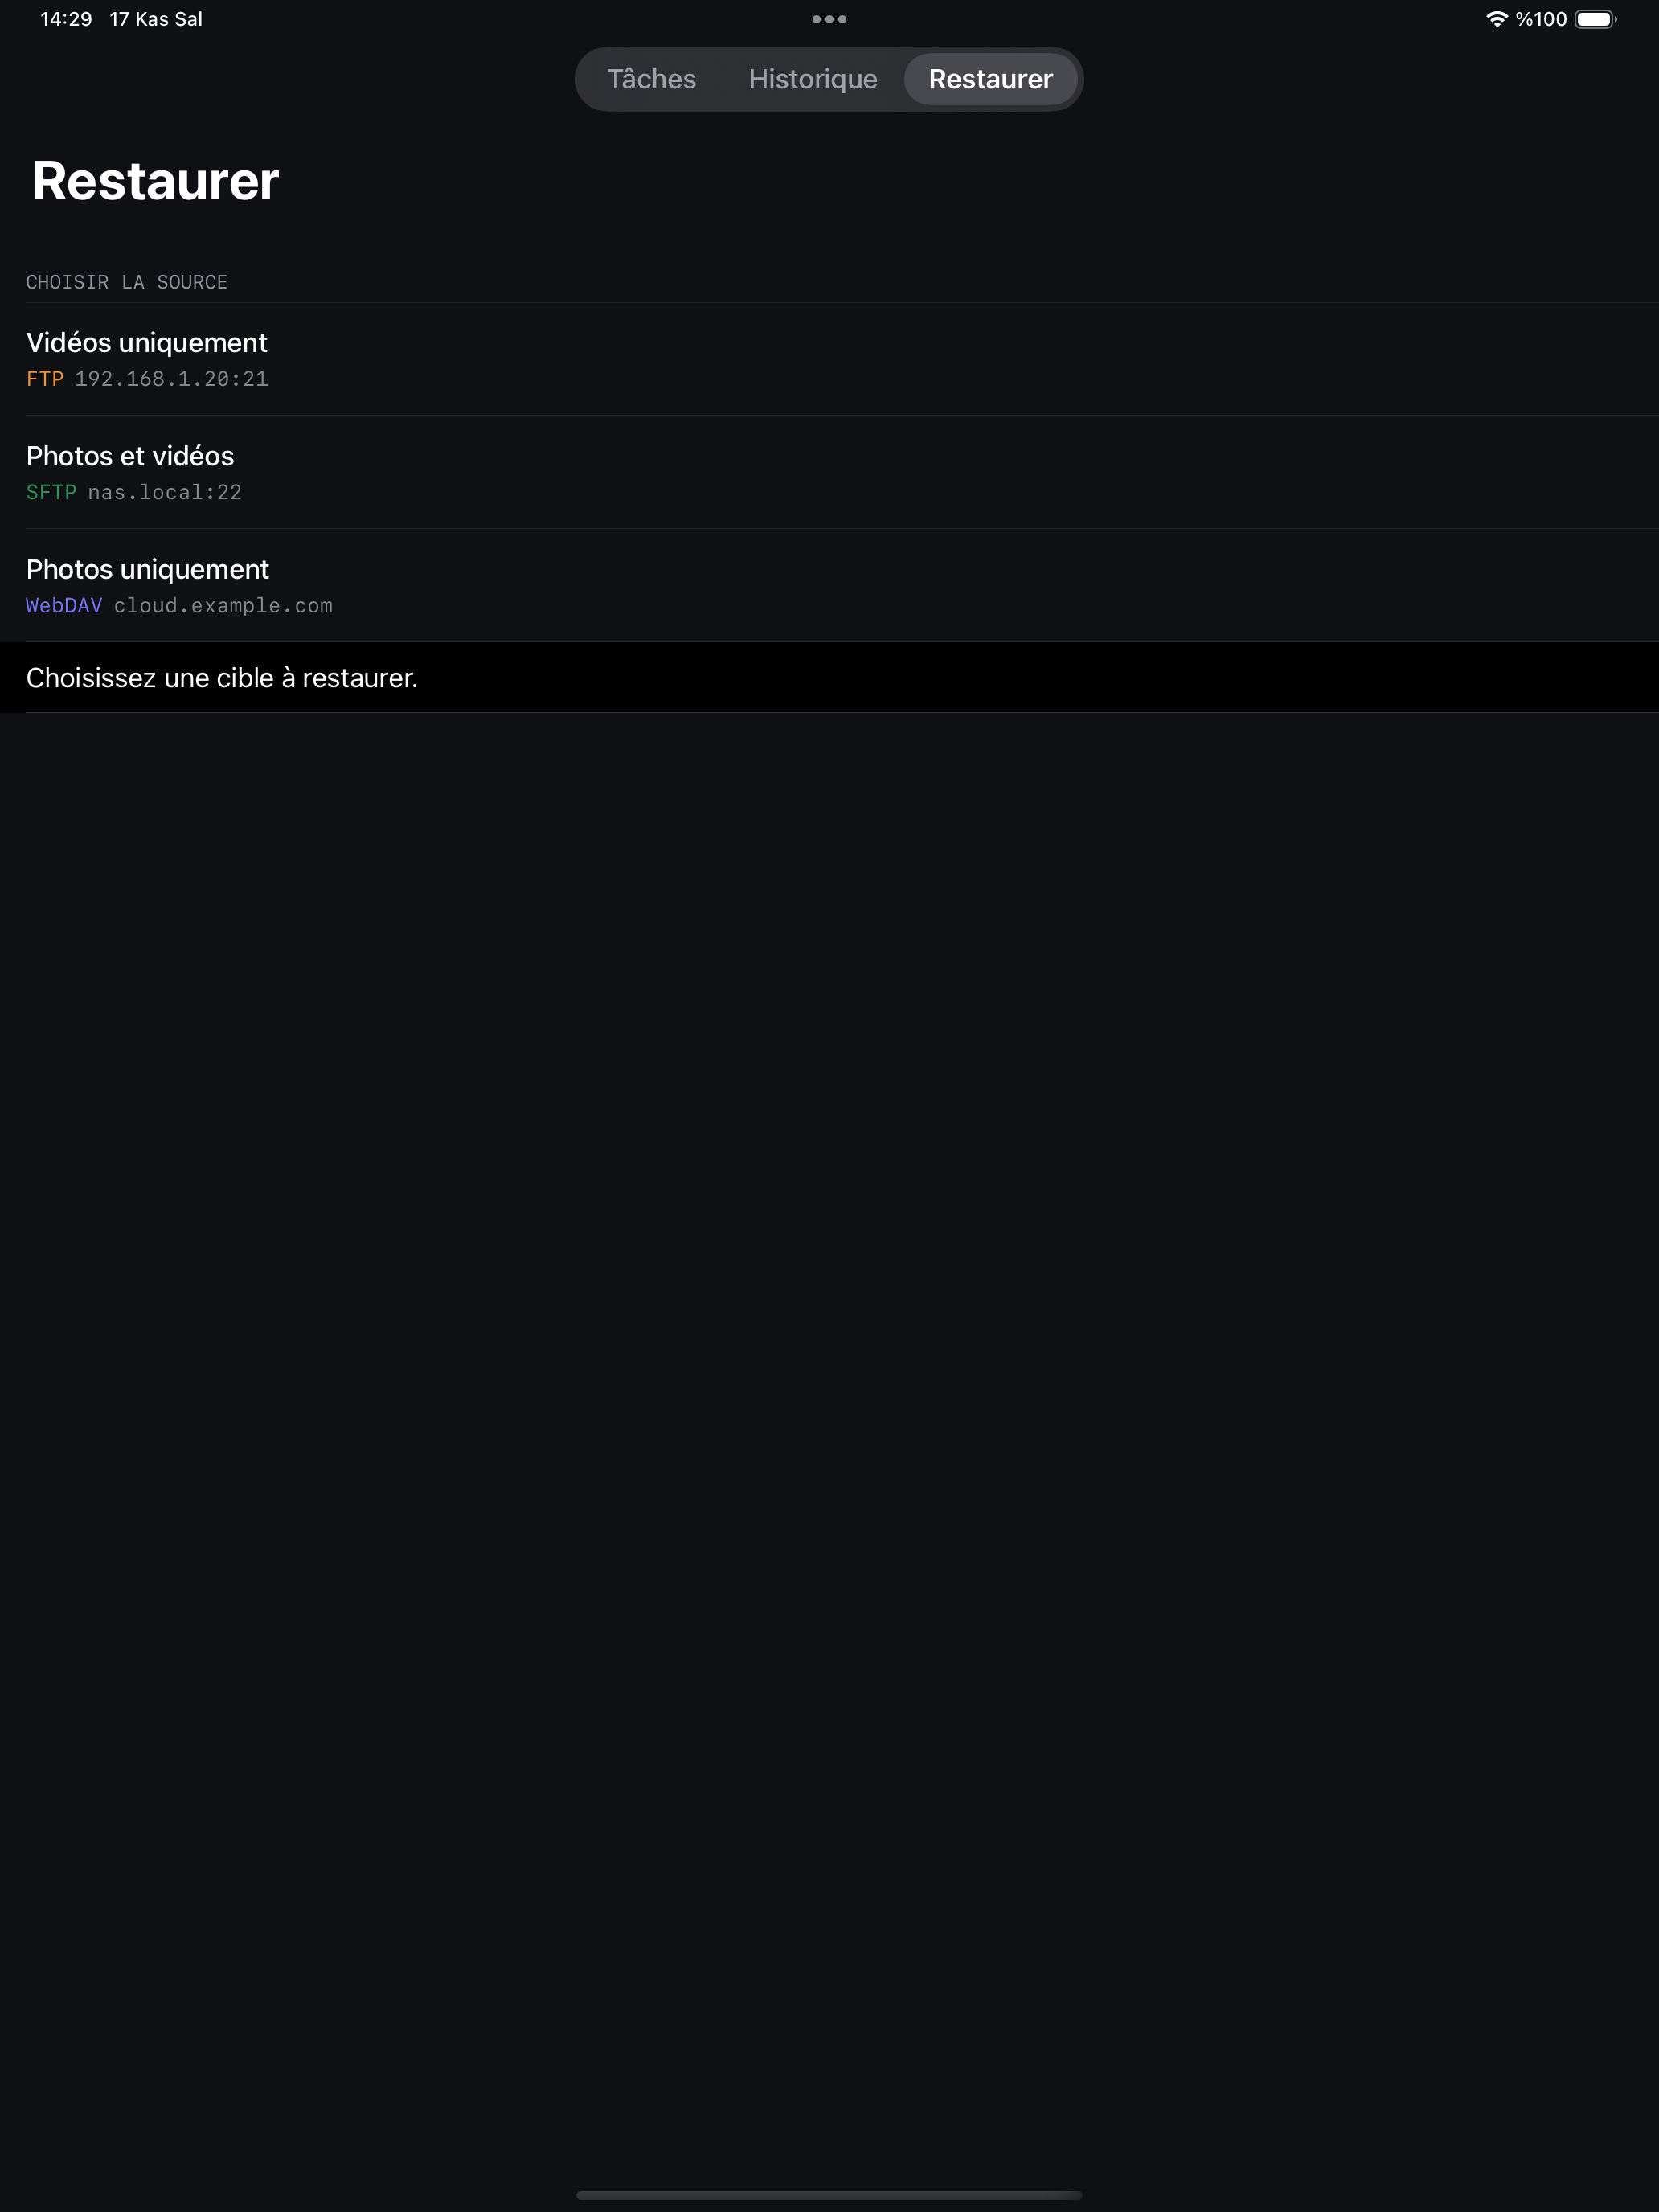 14:29 17 Kas Sal
%100
Tâches Historique Restaurer
Restaurer
CHOISIR LA SOURCE
Vidéos uniquement
FTP 192.168.1.20:21
Photos et vidéos
SFTP nas.local:22
Photos uniquement
WebDAV cloud.example.com
Choisissez une cible à restaurer.